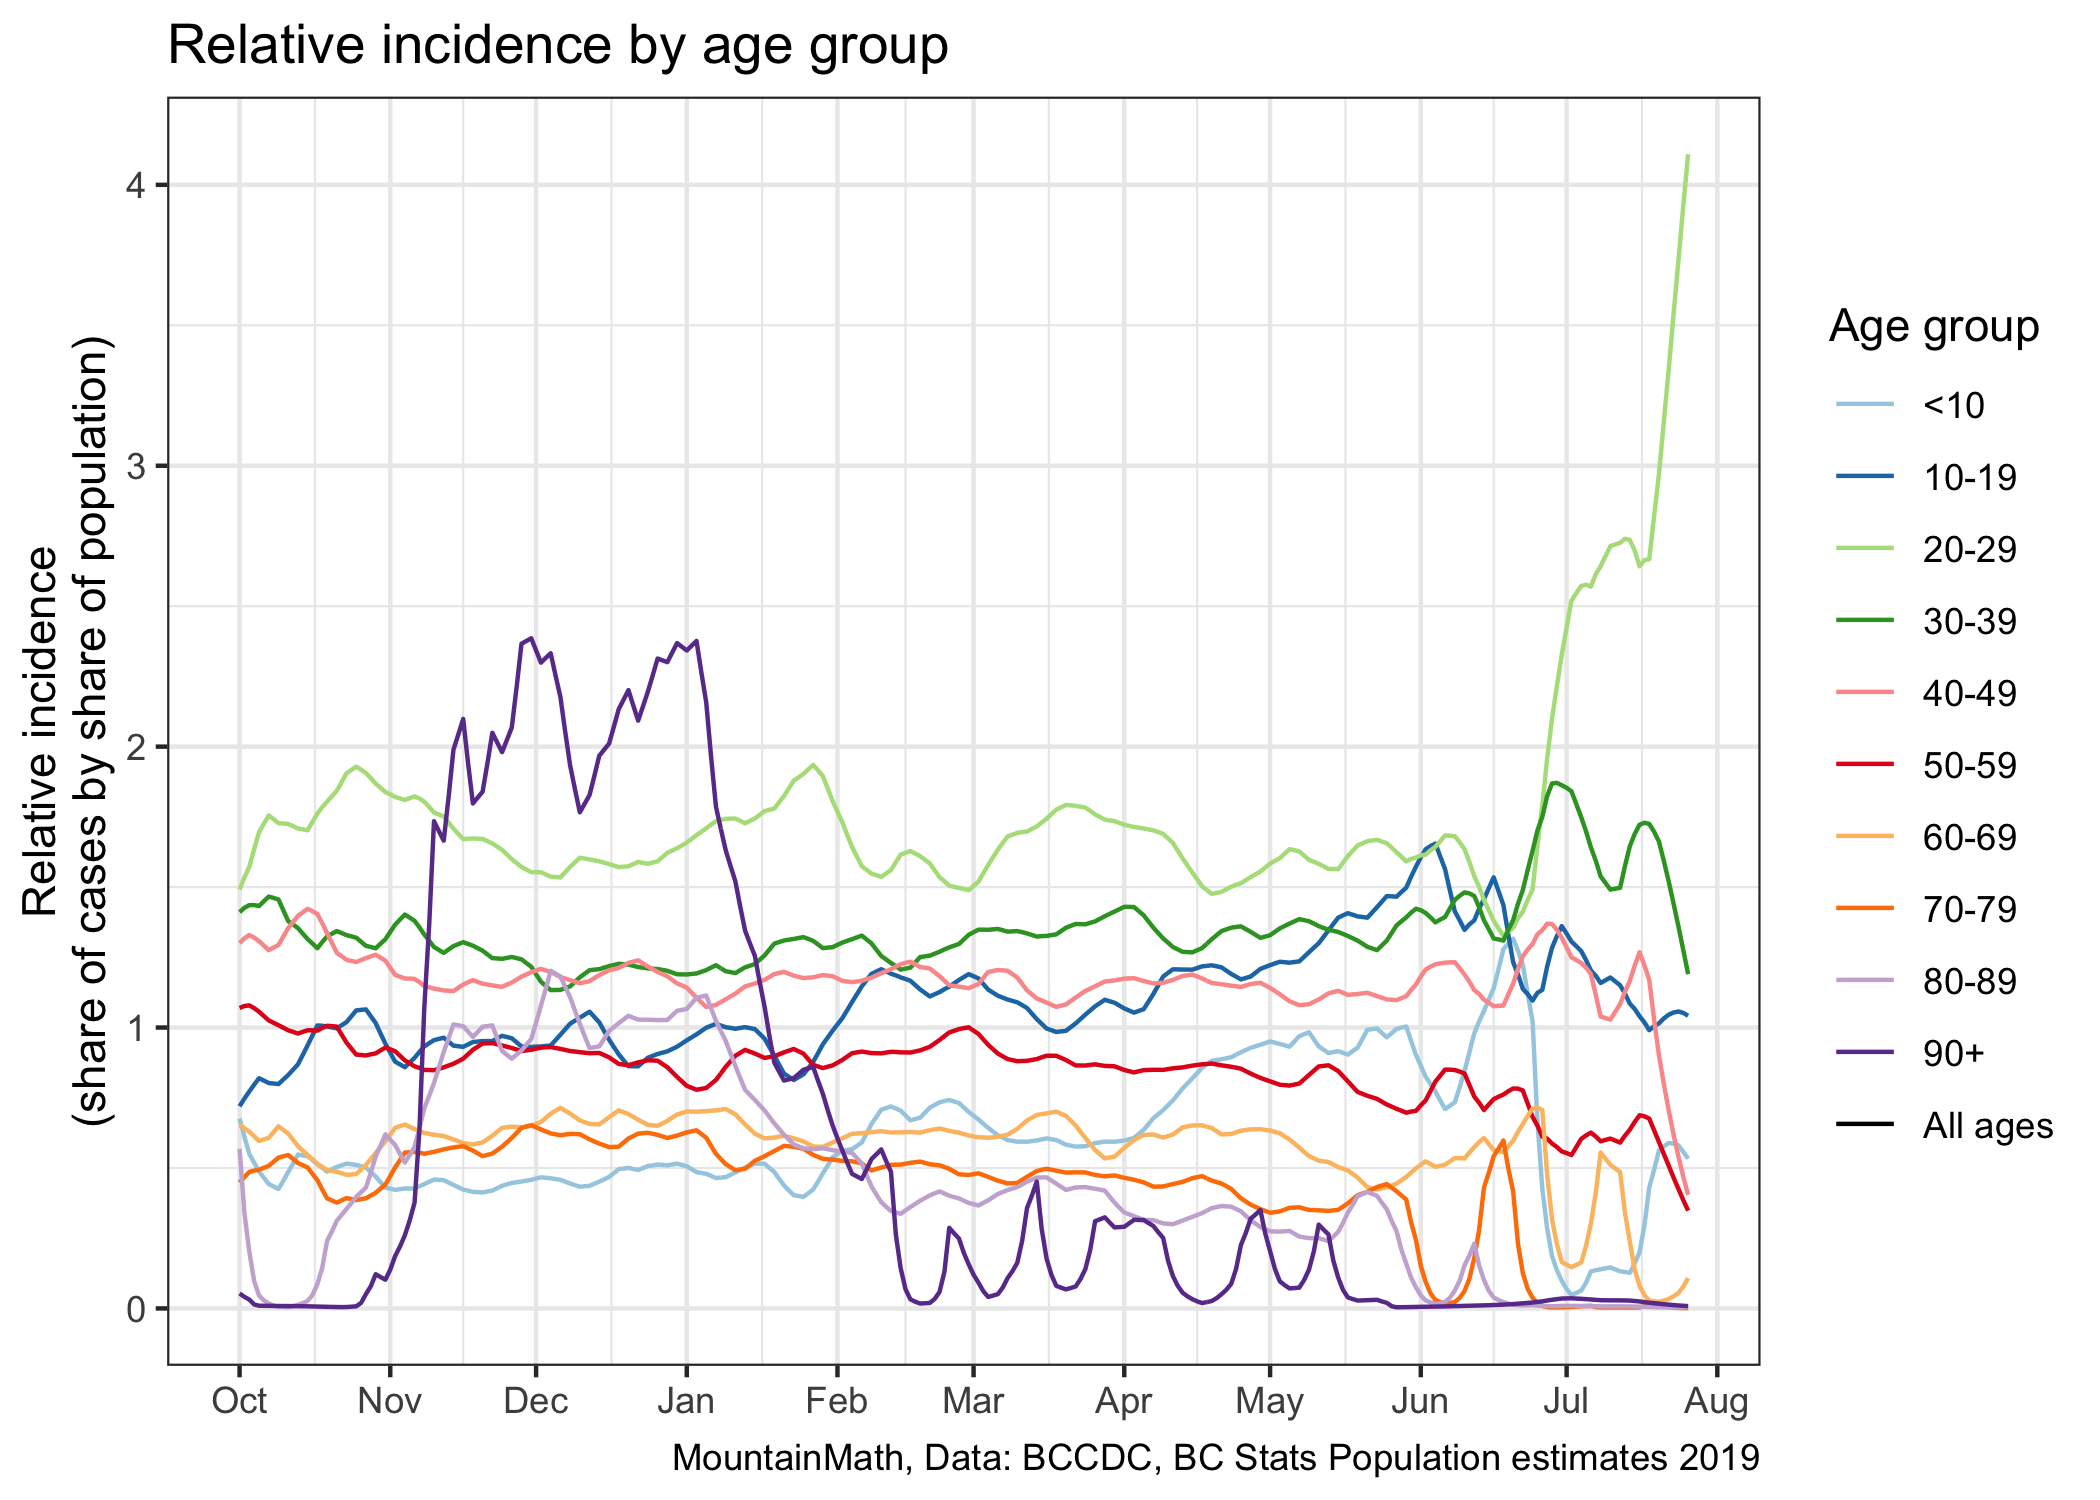 Relative incidence by age group
Relative incidence
(share of cases by share of population)
4
3
2
1
0
Oct
Nov
Dec
Jan
Feb
Mar
Apr
May
Jun
Jul
Aug
Age group
<10
10-19
20-29
30-39
40-49
50-59
60-69
70-79
80-89
90+
All ages
MountainMath, Data: BCCDC, BC Stats Population estimates 2019